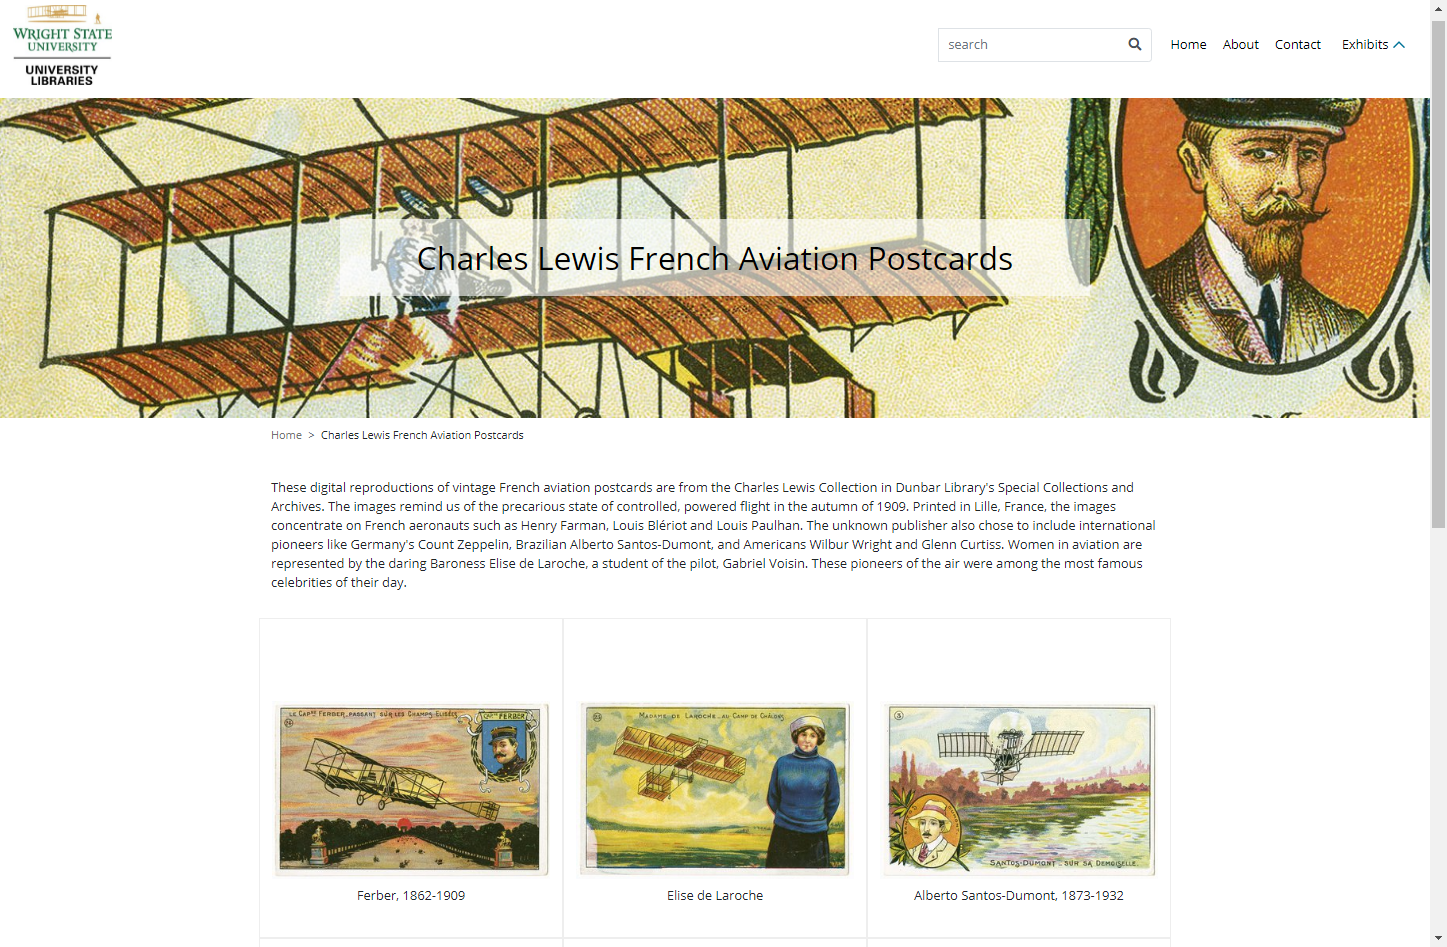 WRIGHT STATE
UNIVERSITY
UNIVERSITY
LIBRARIES
search
Home
About
Contact
Exhibits
Charles Lewis French Aviation Postcards
Home > Charles Lewis French Aviation Postcards
These digital reproductions of vintage French aviation postcards are from the Charles Lewis Collection in Dunbar Library's Special Collections and
Archives. The images remind us of the precarious state of controlled, powered flight in the autumn of 1909. Printed in Lille, France, the images
concentrate on French aeronauts such as Henry Farman, Louis Blériot and Louis Paulhan. The unknown publisher also chose to include international
pioneers like Germany's Count Zeppelin, Brazilian Alberto Santos-Dumont, and Americans Wilbur Wright and Glenn Curtiss. Women in aviation are
represented by the daring Baroness Elise de Laroche, a student of the pilot, Gabriel Voisin. These pioneers of the air were among the most famous
celebrities of their day.
LE CAPNE FERBER, PASSANT SUR LES CHAMPS ELISÉES
FERBER
MADAME DE LAROCHE _ AU CAMP DE CHÂLONS
5
SANTOS-DUMONT _ SUR SA DEMOISELLE.
Ferber, 1862-1909
Elise de Laroche
Alberto Santos-Dumont, 1873-1932